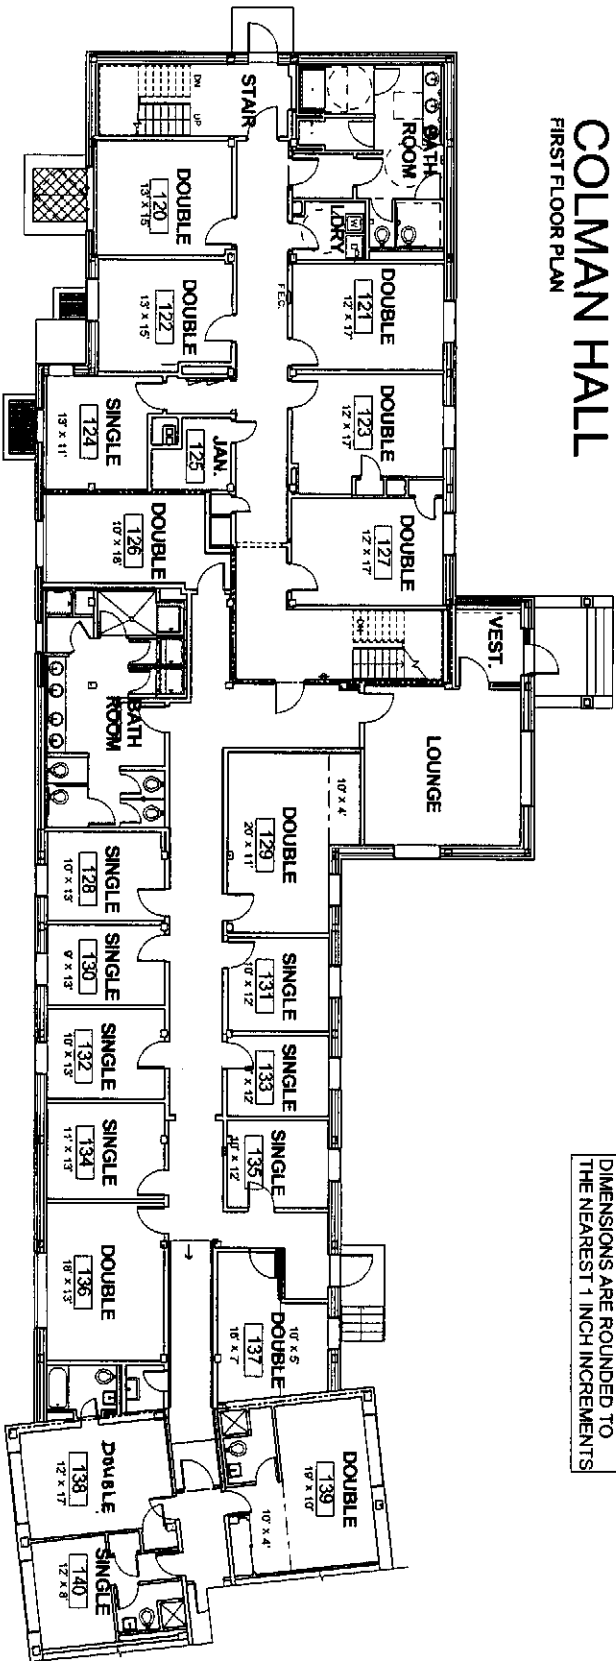 COLMAN HALL
FIRST FLOOR PLAN
DIMENSIONS ARE ROUNDED TO
THE NEAREST 1 INCH INCREMENTS
BATH
ROOM
LDRY
W
DOUBLE
121
12' X 17'
DOUBLE
123
12' X 17'
DOUBLE
127
12' X 17'
F.E.C.
VEST.
LOUNGE
10' X 4'
DOUBLE
129
20' X 11'
SINGLE
131
10' X 12'
SINGLE
133
X 12'
SINGLE
135
10' X 12'
10' X 5'
DOUBLE
137
X 7'
DOUBLE
139
19' X 10'
10' X 4'
STAIR
DN
UP
DOUBLE
120
13' X 15'
DOUBLE
122
13' X 15'
SINGLE
124
13' X 11'
JAN.
125
DOUBLE
126
10' X 18'
BATH
ROOM
SINGLE
128
10' X 13'
SINGLE
130
9' X 13'
SINGLE
132
10' X 13'
SINGLE
134
11' X 13'
DOUBLE
136
18' X 13'
DOUBLE
138
12' X 17'
SINGLE
140
12' X 8'